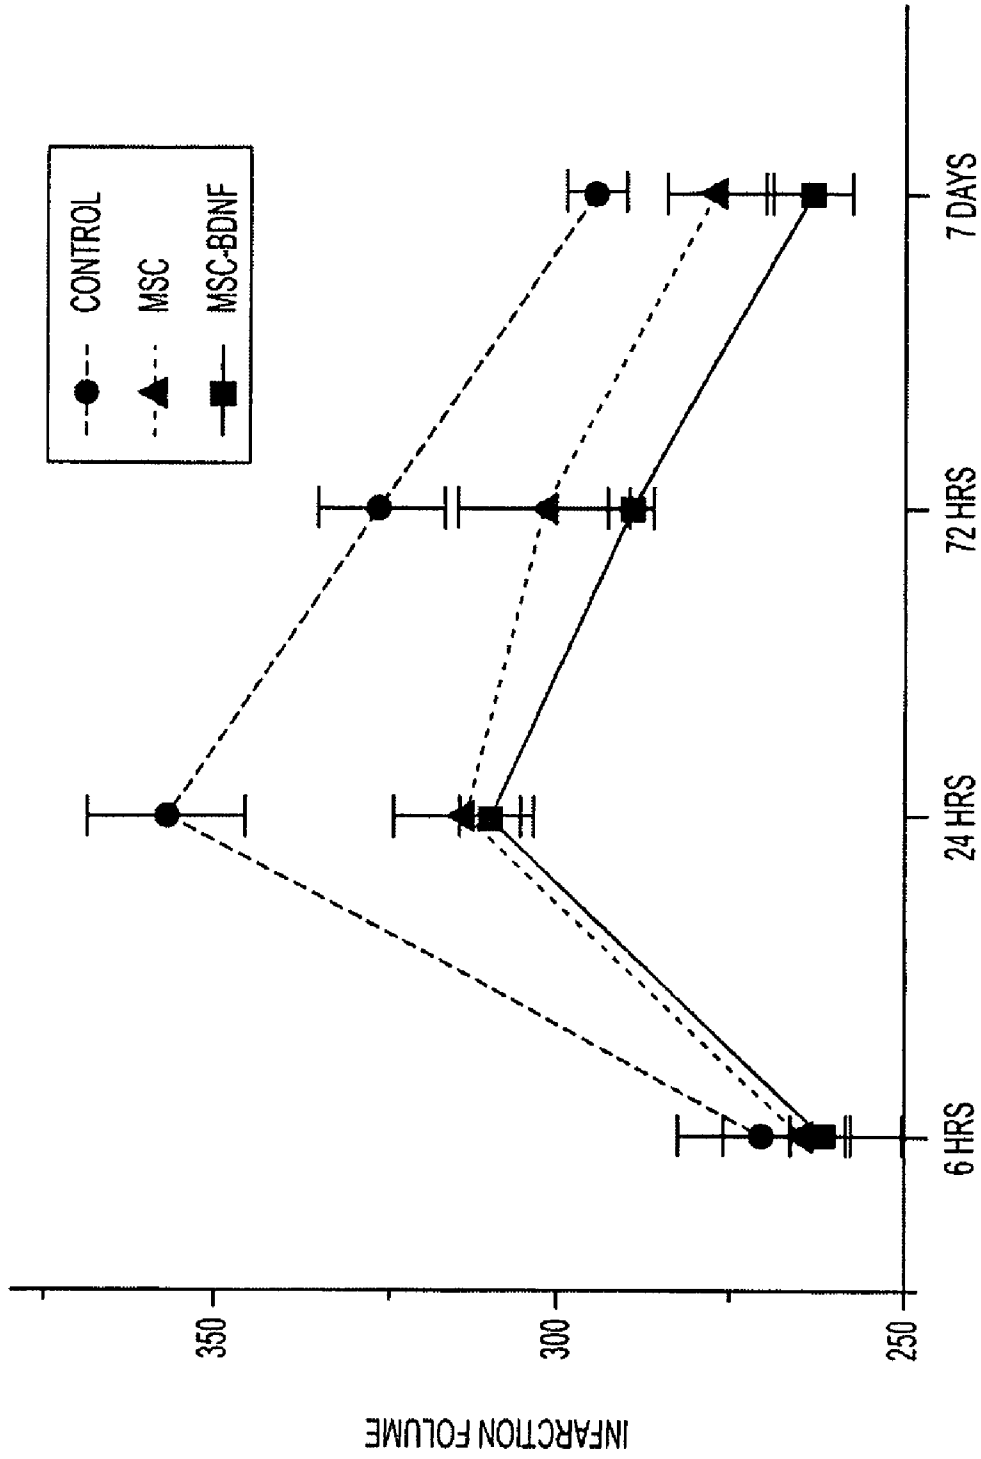 CONTROL
MSC
MSC-BDNF
350
300
250
INFARCTION FOLUME
6 HRS
24 HRS
72 HRS
7 DAYS